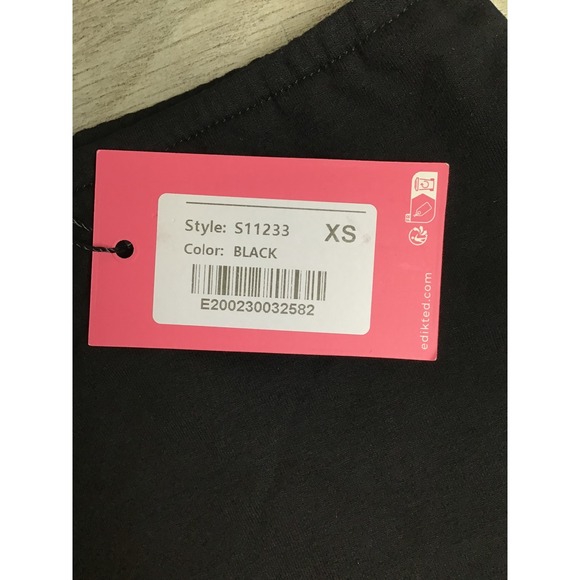 Style: S11233 XS
Color: BLACK
E200230032582
edikted.com